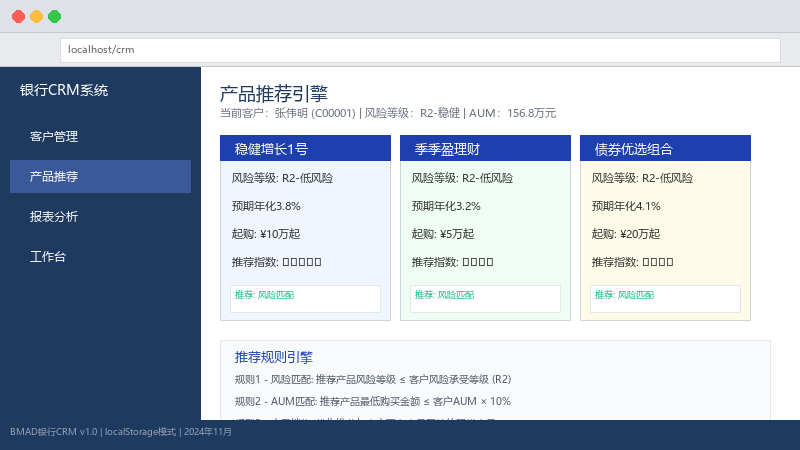 localhost/crm
银行CRM系统
客户管理
产品推荐
报表分析
工作台
产品推荐引擎
当前客户: 张伟明 (C00001) | 风险等级: R2-稳健 | AUM: 156.8万元
稳健增长1号
风险等级: R2-低风险
预期年化3.8%
起购: ¥10万起
推荐指数: □□□□□
推荐: 风险匹配
季季盈理财
风险等级: R2-低风险
预期年化3.2%
起购: ¥5万起
推荐指数: □□□□
推荐: 风险匹配
债券优选组合
风险等级: R2-低风险
预期年化4.1%
起购: ¥20万起
推荐指数: □□□□
推荐: 风险匹配
推荐规则引擎
规则1 - 风险匹配: 推荐产品风险等级 ≤ 客户风险承受等级 (R2)
规则2 - AUM匹配: 推荐产品最低购买金额 ≤ 客户AUM × 10%
BMAD银行CRM v1.0 | localStorage模式 | 2024年11月